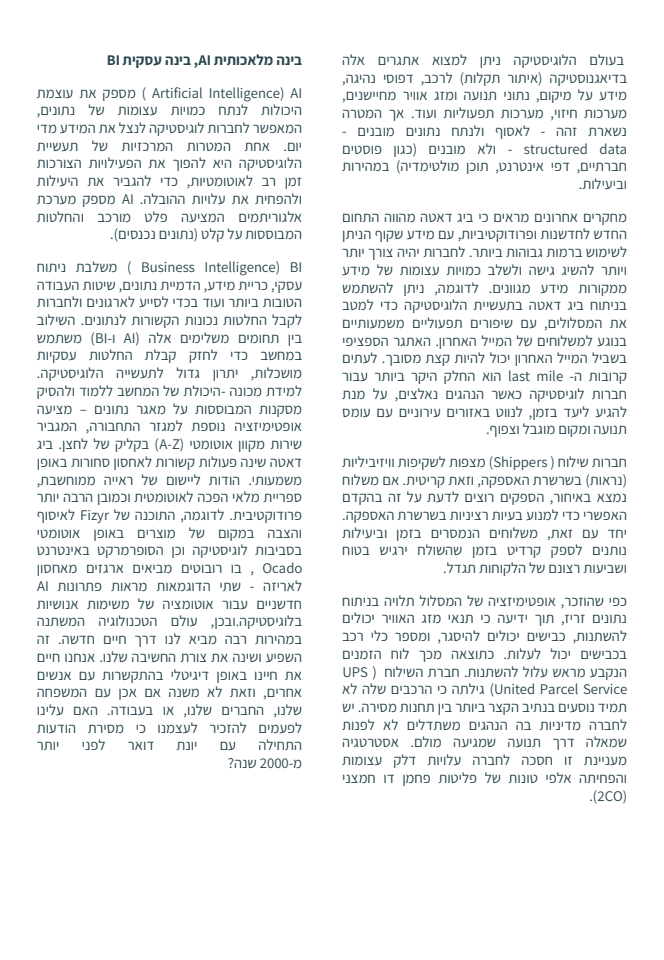 בעולם הלוגיסטיקה ניתן למצוא אתגרים אלה
בדיאגנוסטיקה (איתור תקלות) לרכב, דפוסי נהיגה,
מידע על מיקום, נתוני תנועה ומזג אוויר מחיישנים,
מערכות חיזוי, מערכות תפעוליות ועוד. אך המטרה
נשארת זהה - לאסוף ולנתח נתונים מובנים -
structured data - ולא מובנים (כגון פוסטים
חברתיים, דפי אינטרנט, תוכן מולטימדיה) במהירות
וביעילות.
מחקרים אחרונים מראים כי ביג דאטה מהווה התחום
החדש לחדשנות ופרודוקטיביות, עם מידע שקוף הניתן
לשימוש ברמות גבוהות ביותר. לחברות יהיה צורך יותר
ויותר להשיג גישה ולשלב כמויות עצומות של מידע
ממקורות מידע מגוונים. לדוגמה, ניתן להשתמש
בניתוח ביג דאטה בתעשיית הלוגיסטיקה כדי למטב
את המסלולים, עם שיפורים תפעוליים משמעותיים
בנוגע למשלוחים של המייל האחרון. האתגר הספציפי
בשביל המייל האחרון יכול להיות קצת מסובך. לעתים
קרובות ה- last mile הוא החלק היקר ביותר עבור
חברות לוגיסטיקה כאשר הנהגים נאלצים, על מנת
להגיע ליעד בזמן, לנווט באזורים עירוניים עם עומס
תנועה ומקום מוגבל וצפוף.
חברות שילוח ( Shippers) מצפות לשקיפות וויזיביליות
(נראות) בשרשרת האספקה, וזאת קריטית. אם משלוח
נמצא באיחור, הספקים רוצים לדעת על זה בהקדם
האפשרי כדי למנוע בעיות רציניות בשרשרת האספקה.
יחד עם זאת, משלוחים הנמסרים בזמן וביעילות
נותנים לספק קרדיט בזמן שהשולח ירגיש בטוח
ושביעות רצונם של הלקוחות תגדל.
כפי שהוזכר, אופטימיזציה של המסלול תלויה בניתוח
נתונים זריז, תוך ידיעה כי תנאי מזג האוויר יכולים
להשתנות, כבישים יכולים להיסגר, ומספר כלי רכב
בכבישים יכול לעלות. כתוצאה מכך לוח הזמנים
הנקבע מראש עלול להשתנות. חברת השילוח ( UPS
United Parcel Service) גילתה כי הרכבים שלה לא
תמיד נוסעים בנתיב הקצר ביותר בין תחנות מסירה. יש
לחברה מדיניות בה הנהגים משתדלים לא לפנות
שמאלה דרך תנועה שמגיעה מולם. אסטרטגיה
מעניינת זו חסכה לחברה עלויות דלק עצומות
והפחיתה אלפי טונות של פליטות פחמן דו חמצני
(2CO).
בינה מלאכותית AI, בינה עסקית BI
AI (Artificial Intelligence ) מספק את עוצמת
היכולות לנתח כמויות עצומות של נתונים,
המאפשר לחברות לוגיסטיקה לנצל את המידע מדי
יום. אחת המטרות המרכזיות של תעשיית
הלוגיסטיקה היא להפוך את הפעילויות הצורכות
זמן רב לאוטומטיות, כדי להגביר את היעילות
ולהפחית את עלויות ההובלה. AI מספק מערכת
אלגוריתמים המציעה פלט מורכב והחלטות
המבוססות על קלט (נתונים נכנסים).
BI (Business Intelligence ) משלבת ניתוח
עסקי, כריית מידע, הדמיית נתונים, שיטות העבודה
הטובות ביותר ועוד בכדי לסייע לארגונים ולחברות
לקבל החלטות נכונות הקשורות לנתונים. השילוב
בין תחומים משלימים אלה (AI ו-BI) משתמש
במחשב כדי לחזק קבלת החלטות עסקיות
מושכלות, יתרון גדול לתעשייה הלוגיסטיקה.
למידת מכונה -היכולת של המחשב ללמוד ולהסיק
מסקנות המבוססות על מאגר נתונים – מציעה
אופטימיזציה נוספת למגזר התחבורה, המגביר
שירות מקוון אוטומטי (A-Z) בקליק של לחצן. ביג
דאטה שינה פעולות קשורות לאחסון סחורות באופן
משמעותי. הודות ליישום של ראייה ממוחשבת,
ספריית מלאי הפכה לאוטומטית וכמובן הרבה יותר
פרודוקטיבית. לדוגמה, התוכנה של Fizyr לאיסוף
והצבה במקום של מוצרים באופן אוטומטי
בסביבות לוגיסטיקה וכן הסופרמרקט באינטרנט
Ocado , בו רובוטים מביאים ארגזים מאחסון
לאריזה - שתי הדוגמאות מראות פתרונות AI
חדשניים עבור אוטומציה של משימות אנושיות
בלוגיסטיקה.ובכן, עולם הטכנולוגיה המשתנה
במהירות רבה מביא לנו דרך חיים חדשה. זה
השפיע ושינה את צורת החשיבה שלנו. אנחנו חיים
את חיינו באופן דיגיטלי בהתקשרות עם אנשים
אחרים, וזאת לא משנה אם אכן עם המשפחה
שלנו, החברים שלנו, או בעבודה. האם עלינו
לפעמים להזכיר לעצמנו כי מסירת הודעות
התחילה עם יונת דואר לפני יותר
מ-2000 שנה?